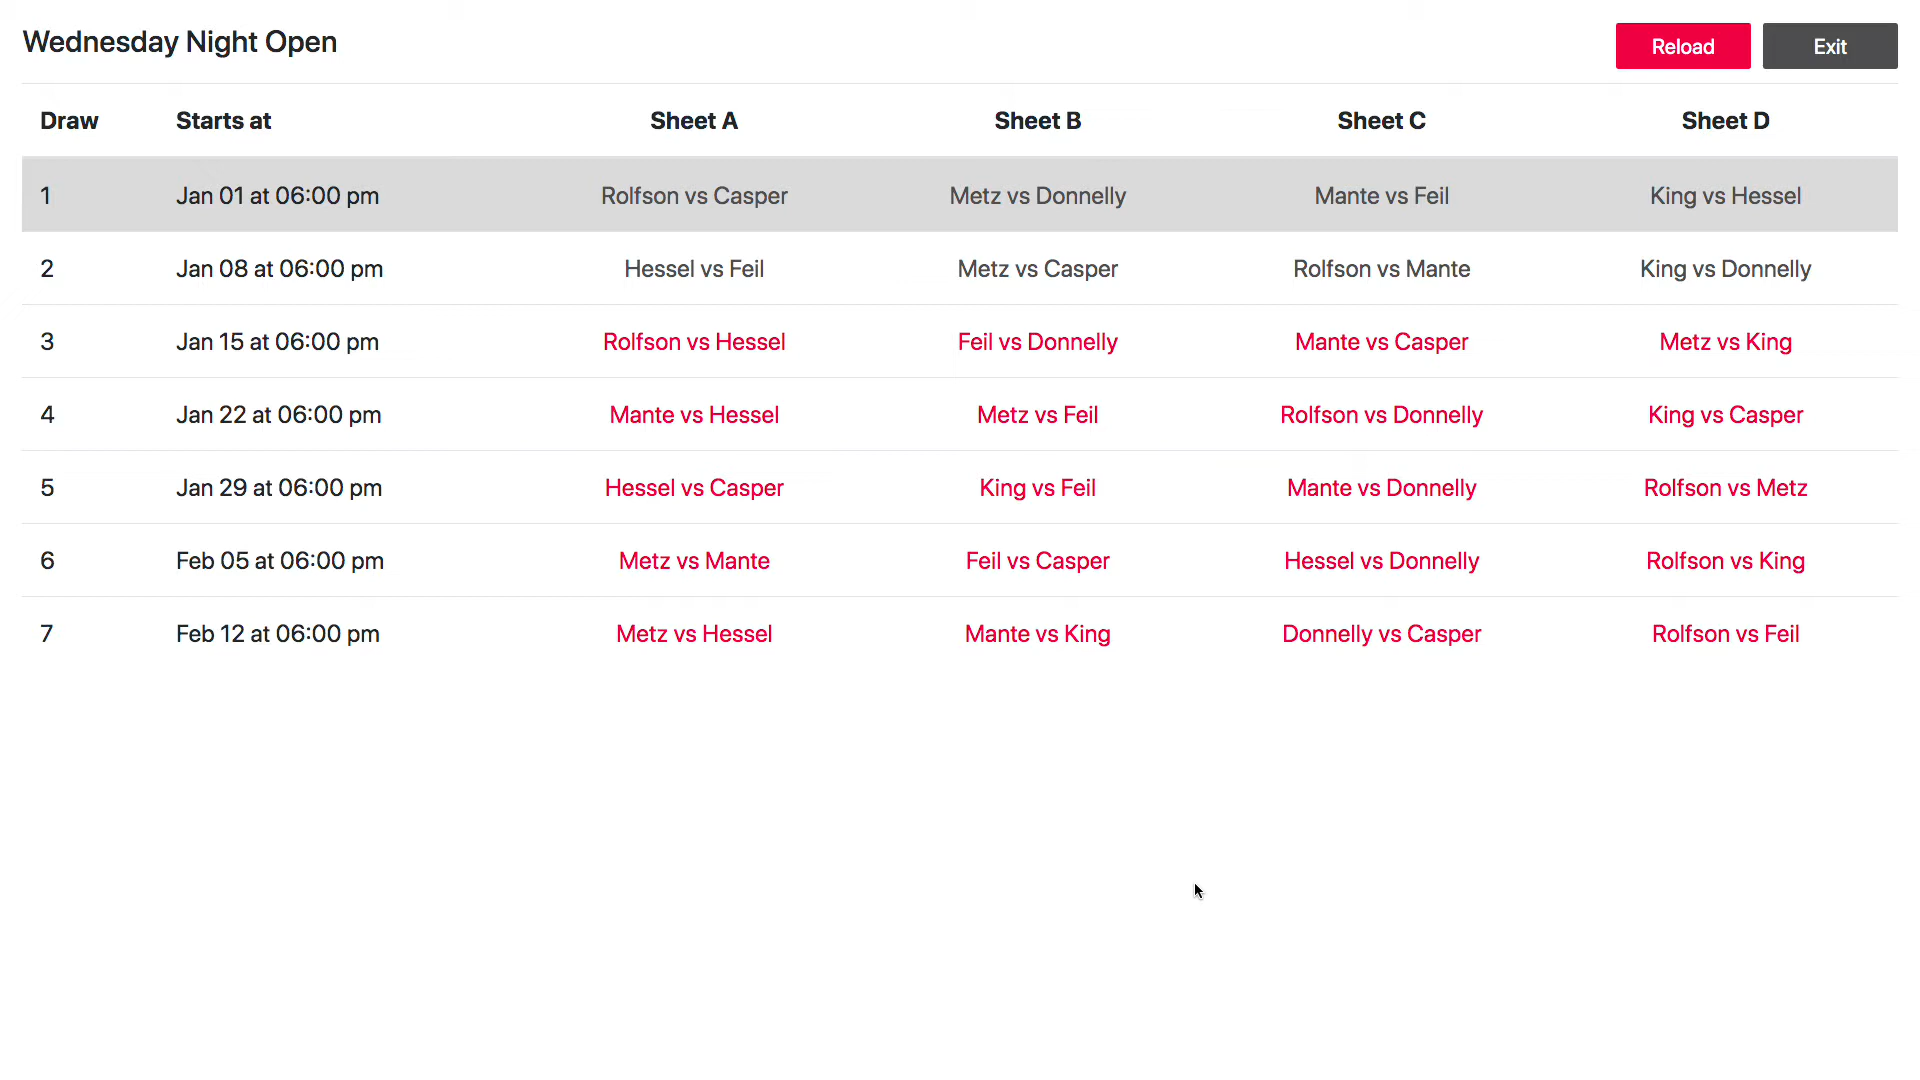 Wednesday Night Open Reload Exit
Draw Starts at Sheet A Sheet B Sheet C Sheet D
1 Jan 01 at 06:00 pm Rolfson vs Casper Metz vs Donnelly Mante vs Feil King vs Hessel
2 Jan 08 at 06:00 pm Hessel vs Feil Metz vs Casper Rolfson vs Mante King vs Donnelly
3 Jan 15 at 06:00 pm Rolfson vs Hessel Feil vs Donnelly Mante vs Casper Metz vs King
4 Jan 22 at 06:00 pm Mante vs Hessel Metz vs Feil Rolfson vs Donnelly King vs Casper
5 Jan 29 at 06:00 pm Hessel vs Casper King vs Feil Mante vs Donnelly Rolfson vs Metz
6 Feb 05 at 06:00 pm Metz vs Mante Feil vs Casper Hessel vs Donnelly Rolfson vs King
7 Feb 12 at 06:00 pm Metz vs Hessel Mante vs King Donnelly vs Casper Rolfson vs Feil